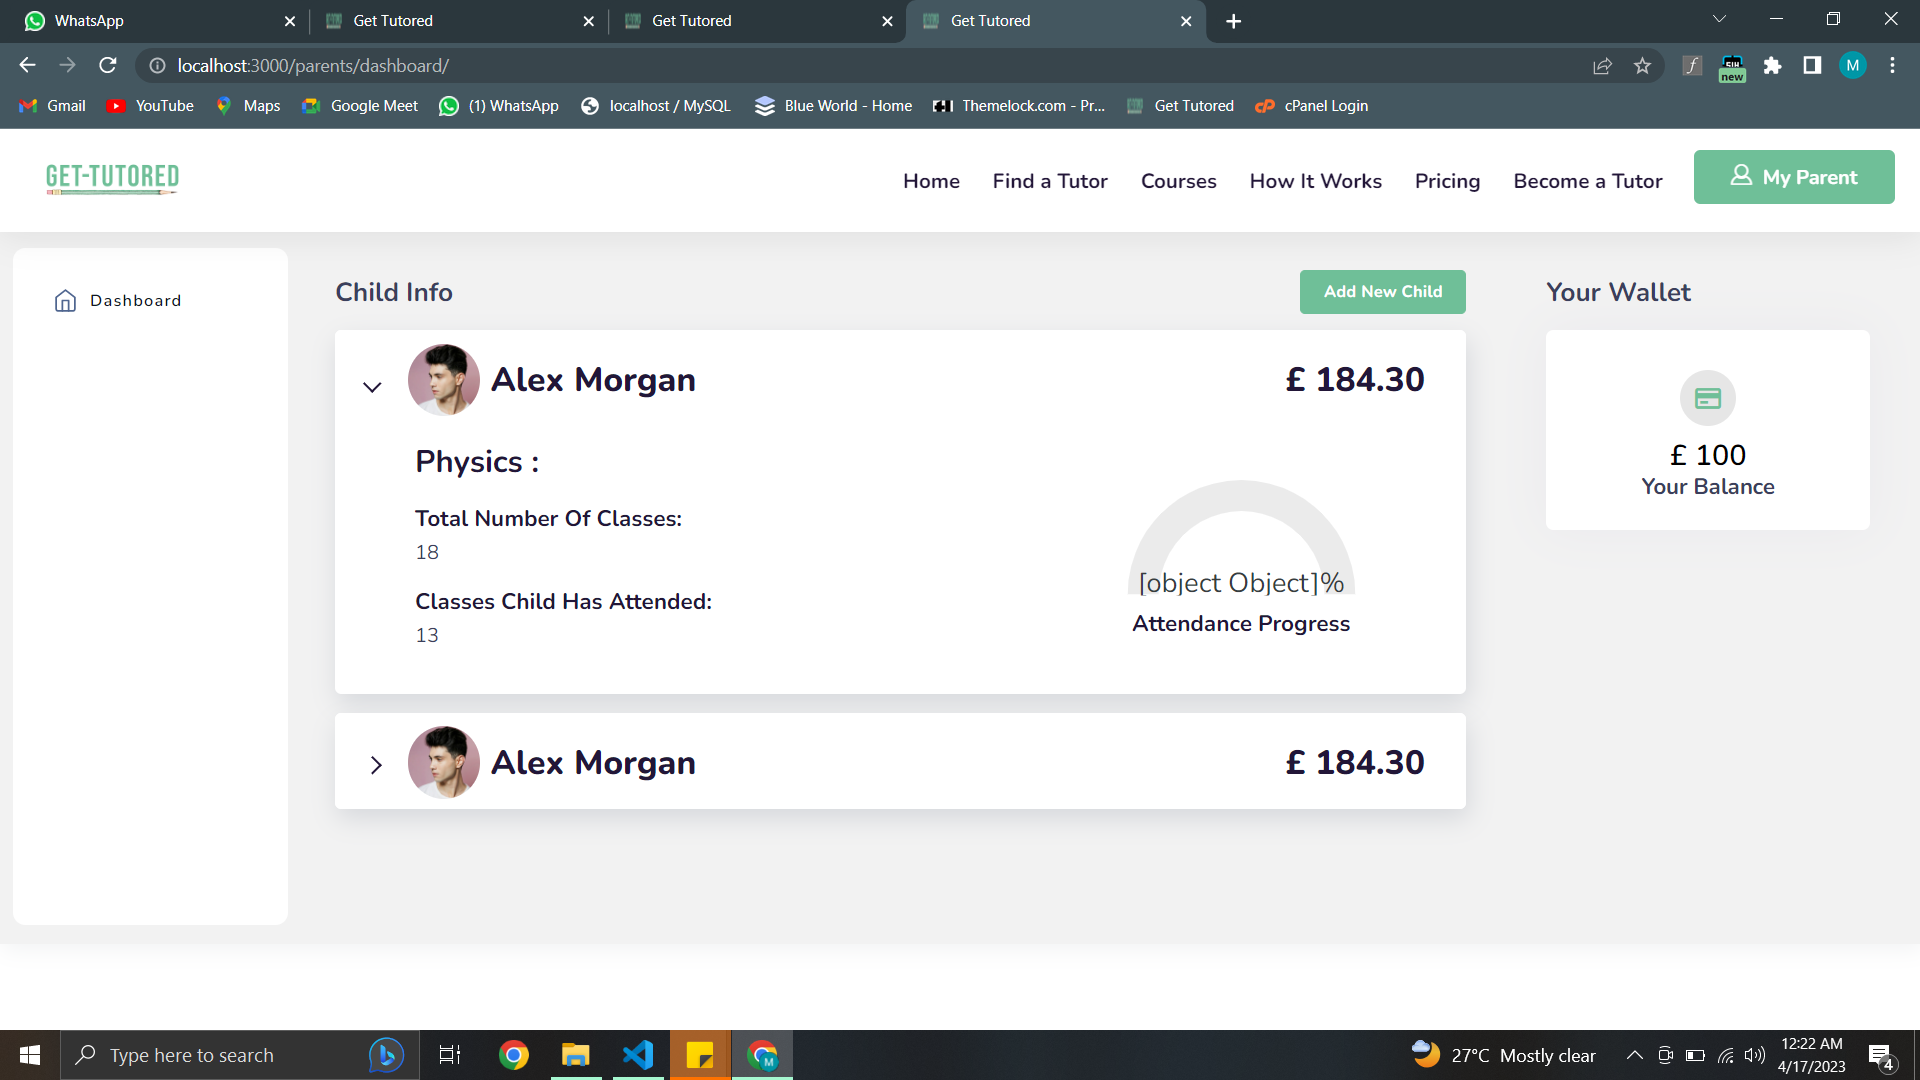 WhatsApp
Get Tutored
Get Tutored
Get Tutored
localhost:3000/parents/dashboard/
new
M
Gmail
YouTube
Maps
Google Meet
(1) WhatsApp
localhost / MySQL
Blue World - Home
Themelock.com - Pr...
Get Tutored
cPanel Login
GET-TUTORED
Home
Find a Tutor
Courses
How It Works
Pricing
Become a Tutor
My Parent
Dashboard
Child Info
Add New Child
Your Wallet
Alex Morgan
£ 184.30
Physics :
Total Number Of Classes:
18
Classes Child Has Attended:
13
[object Object]%
Attendance Progress
£ 100
Your Balance
Alex Morgan
£ 184.30
Type here to search
M
27°C Mostly clear
12:22 AM
4/17/2023
4